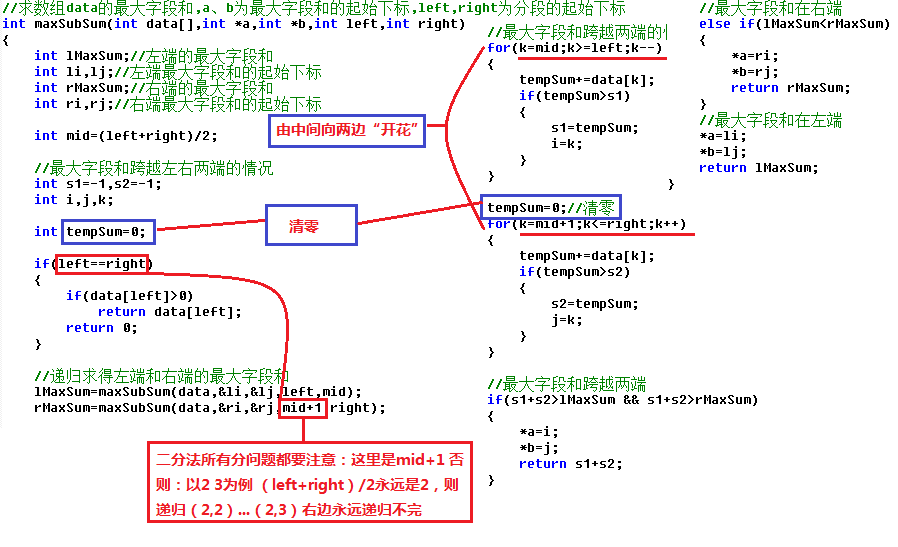 //求数组data的最大字段和,a、b为最大字段和的起始下标,left,right为分段的起始下标
int maxSubSum(int data[],int *a,int *b,int left,int right)
{
int lMaxSum;//左端的最大字段和
int li,lj;//左端最大字段和的起始下标
int rMaxSum;//右端的最大字段和
int ri,rj;//右端最大字段和的起始下标
int mid=(left+right)/2;
//最大字段和跨越左右两端的情况
int s1=-1,s2=-1;
int i,j,k;
int tempSum=0;
if(left==right)
{
if(data[left]>0)
return data[left];
return 0;
}
//递归求得左端和右端的最大字段和
lMaxSum=maxSubSum(data,&li,&lj,left,mid);
rMaxSum=maxSubSum(data,&ri,&rj,mid+1 right);
由中间向两边“开花”
清零
二分法所有分问题都要注意：这里是mid+1 否
则：以2 3为例 （left+right）/2永远是2，则
递归（2,2）...（2,3）右边永远递归不完
//最大字段和跨越两端的
for(k=mid;k>=left;k--)
{
tempSum+=data[k];
if(tempSum>s1)
{
s1=tempSum;
i=k;
}
}
tempSum=0;//清零
for(k=mid+1;k<=right;k++)
{
tempSum+=data[k];
if(tempSum>s2)
{
s2=tempSum;
j=k;
}
}
//最大字段和跨越两端
if(s1+s2>lMaxSum && s1+s2>rMaxSum)
{
*a=i;
*b=j;
return s1+s2;
}
//最大字段和在右端
else if(lMaxSum<rMaxSum)
{
*a=ri;
*b=rj;
return rMaxSum;
}
//最大字段和在左端
*a=li;
*b=lj;
return lMaxSum;
}